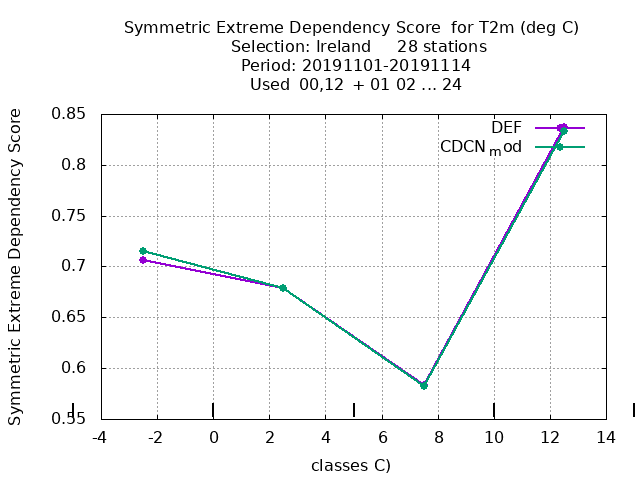 Symmetric Extreme Dependency Score  for T2m (deg C)
Selection: Ireland     28 stations
Period: 20191101-20191114
Used  00,12  + 01 02 ... 24
Symmetric Extreme Dependency Score
0.85
0.8
0.75
0.7
0.65
0.6
0.55
DEF
CDCNmod
-4 -2 0 2 4 6 8 10 12 14
classes C)